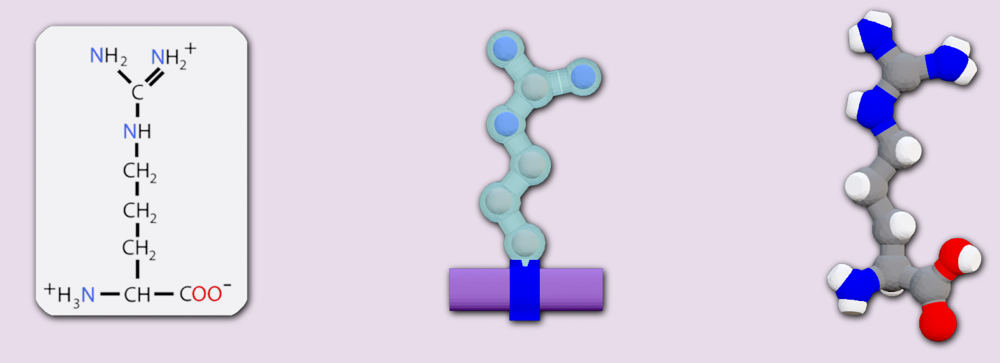 NH₂ NH₂⁺
C
NH
CH₂
CH₂
CH₂
⁺H₃N CH COO⁻